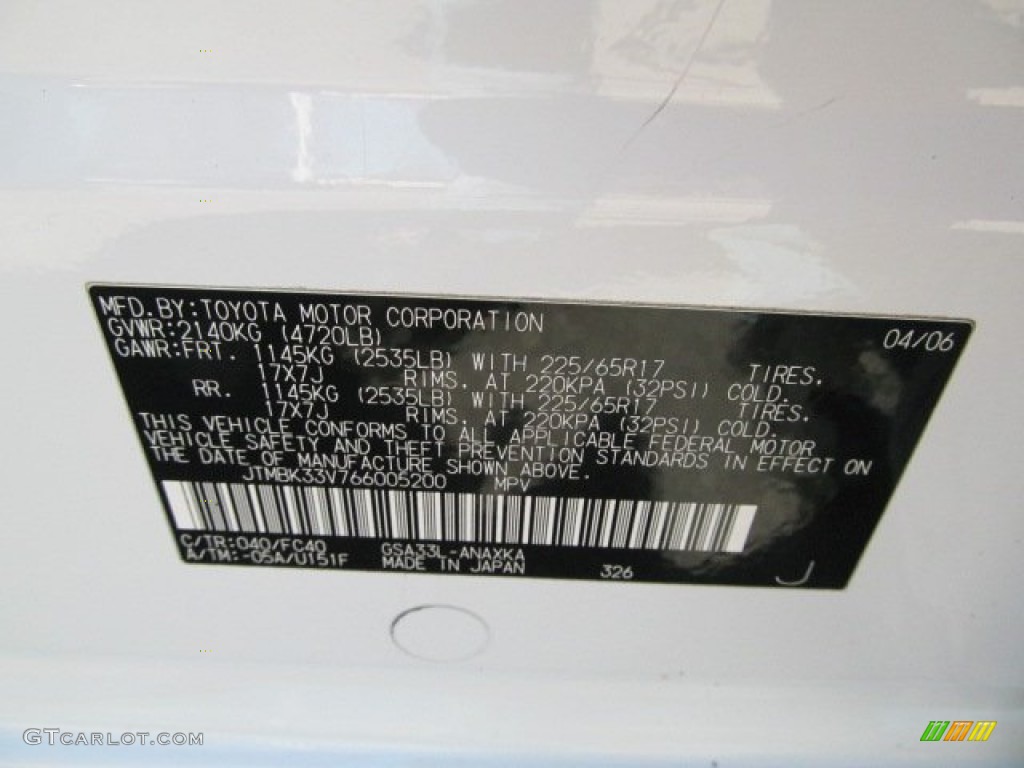 MFD.BY:TOYOTA MOTOR CORPORATION 04/06
GVWR:2140KG (4720LB)
GAWR:FRT. 1145KG (2535LB) WITH 225/65R17 TIRES.
17X7J RIMS. AT 220KPA (32PSI) COLD.
RR. 1145KG (2535LB) WITH 225/65R17 TIRES.
17X7J RIMS. AT 220KPA (32PSI) COLD.
THIS VEHICLE CONFORMS TO ALL APPLICABLE FEDERAL MOTOR
VEHICLE SAFETY AND THEFT PREVENTION STANDARDS IN EFFECT ON
THE DATE OF MANUFACTURE SHOWN ABOVE.
JTMBK33V766005200 MPV
C/TR:040/FC40 GSA33L-ANAXKA
A/TM:-05A/U151F MADE IN JAPAN 326 J
GTCARLOT.COM